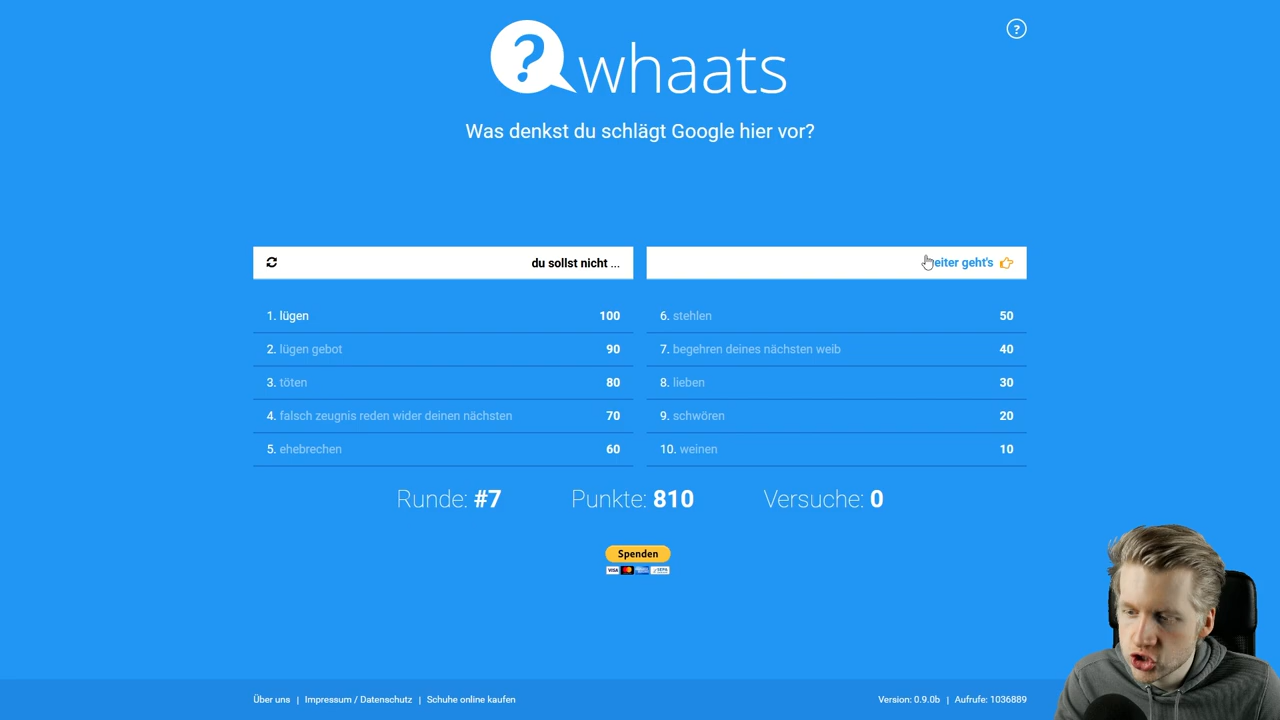 ? whaats
?
Was denkst du schlägt Google hier vor?
du sollst nicht ...
eiter geht's
1. lügen 100
2. lügen gebot 90
3. töten 80
4. falsch zeugnis reden wider deinen nächsten 70
5. ehebrechen 60
6. stehlen 50
7. begehren deines nächsten weib 40
8. lieben 30
9. schwören 20
10. weinen 10
Runde: #7 Punkte: 810 Versuche: 0
Spenden
VISA
Über uns | Impressum / Datenschutz | Schuhe online kaufen
Version: 0.9.0b | Aufrufe: 1036889